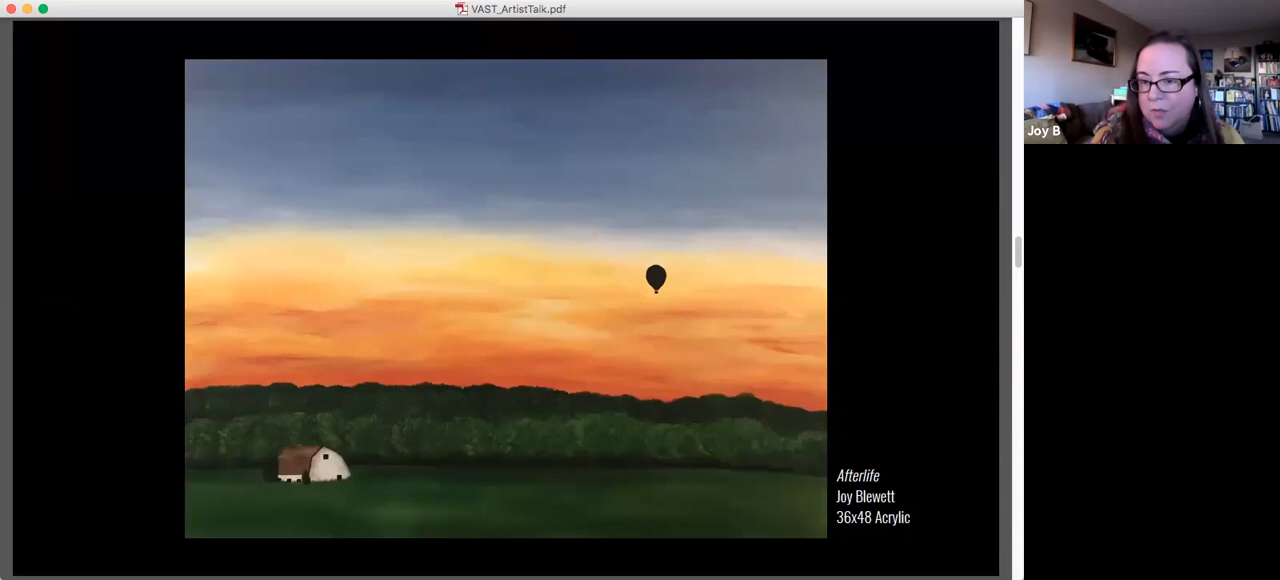 VAST_ArtistTalk.pdf
Joy B
Afterlife
Joy Blewett
36x48 Acrylic